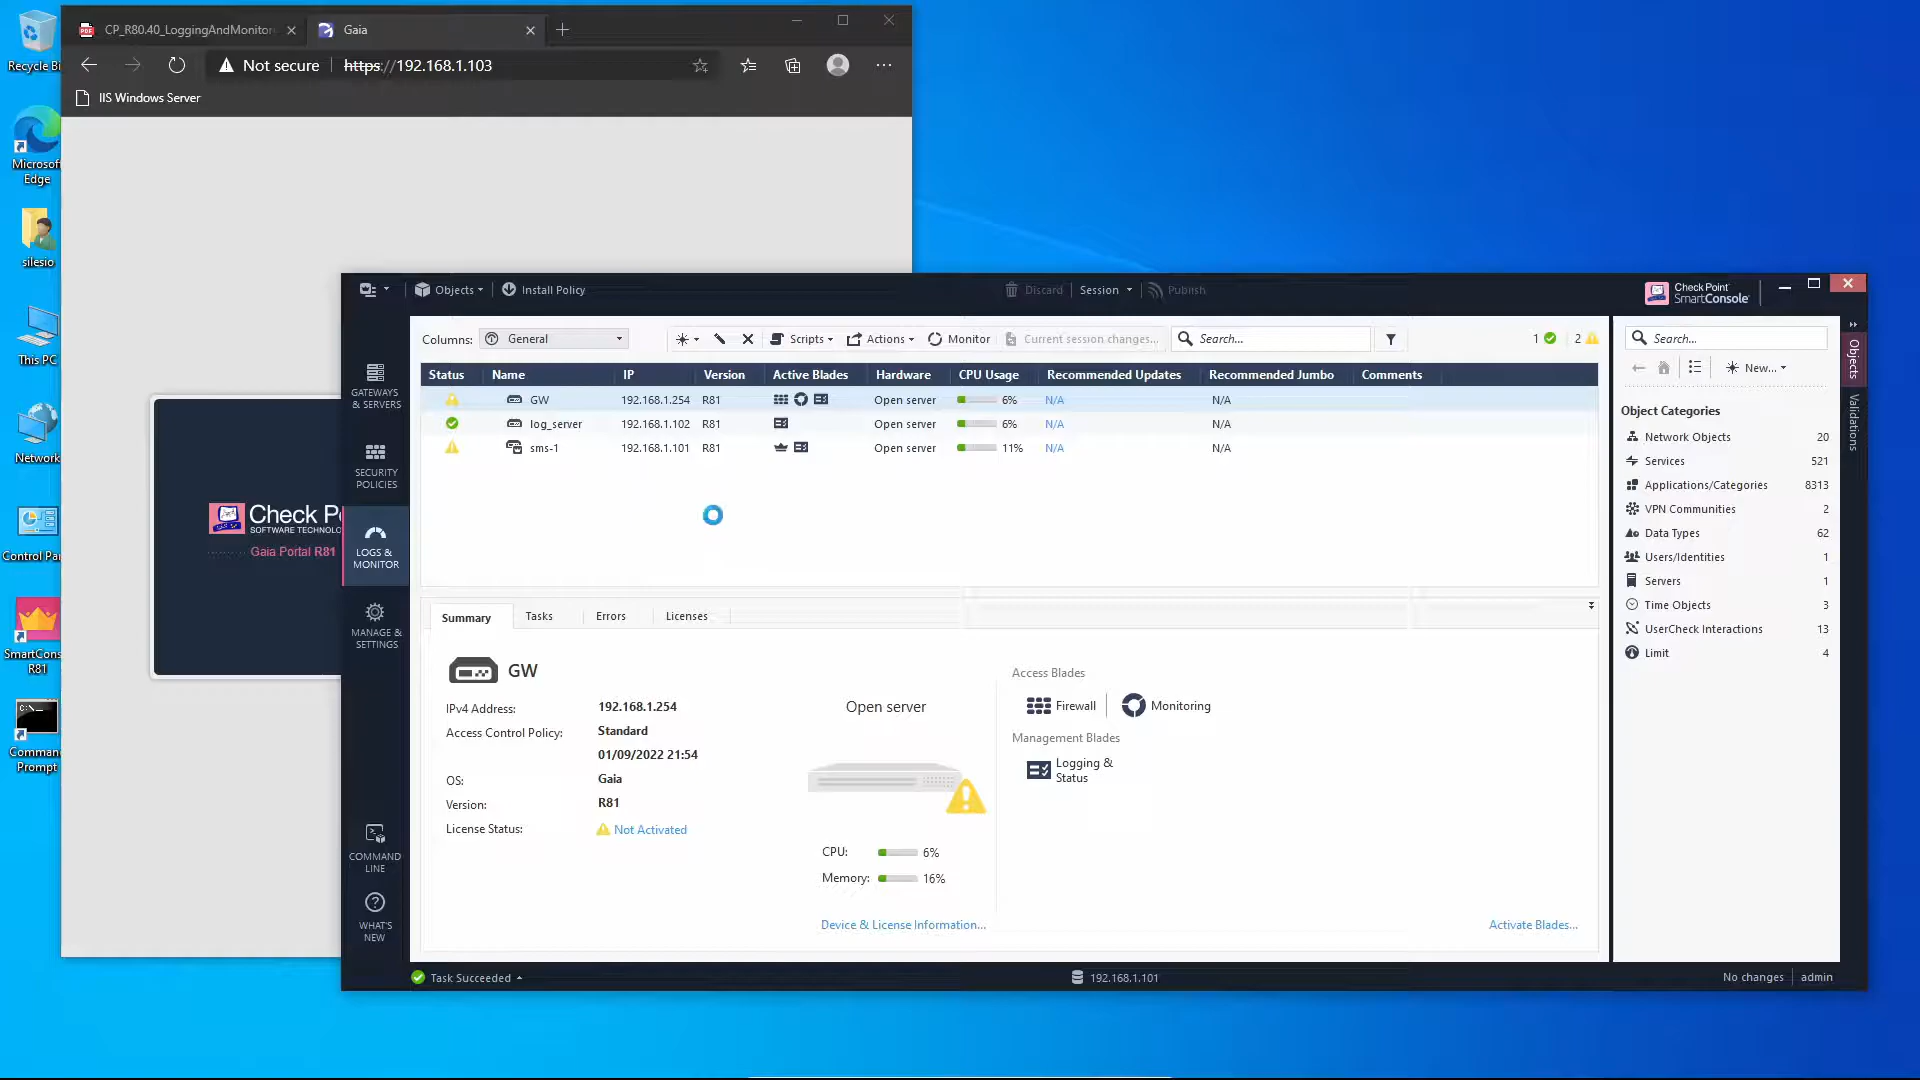 Recycle Bi
Microsof
Edge
silesio
This PC
Network
Control Pa
SmartCons
R81
Comman
Prompt
CP_R80.40_LoggingAndMonitor
Gaia
Not secure
https://192.168.1.103
IIS Windows Server
Check P
SOFTWARE TECHNOLO
Gaia Portal R81
Objects
Install Policy
Discard
Session
Publish
Check Point
SmartConsole
GATEWAYS
& SERVERS
SECURITY
POLICIES
LOGS &
MONITOR
MANAGE &
SETTINGS
COMMAND
LINE
WHAT'S
NEW
Columns: General
Scripts
Actions
Monitor
Current session changes...
Search...
1
2
Status Name IP Version Active Blades Hardware CPU Usage Recommended Updates Recommended Jumbo Comments
GW 192.168.1.254 R81 Open server 6% N/A N/A
log_server 192.168.1.102 R81 Open server 6% N/A N/A
sms-1 192.168.1.101 R81 Open server 11% N/A N/A
Summary Tasks Errors Licenses
GW
IPv4 Address: 192.168.1.254
Access Control Policy: Standard
01/09/2022 21:54
OS: Gaia
Version: R81
License Status: Not Activated
Open server
CPU: 6%
Memory: 16%
Device & License Information...
Access Blades
Firewall
Monitoring
Management Blades
Logging &
Status
Activate Blades...
Search...
New...
Object Categories
Network Objects 20
Services 521
Applications/Categories 8313
VPN Communities 2
Data Types 62
Users/Identities 1
Servers 1
Time Objects 3
UserCheck Interactions 13
Limit 4
Objects
Validations
Task Succeeded
192.168.1.101
No changes
admin